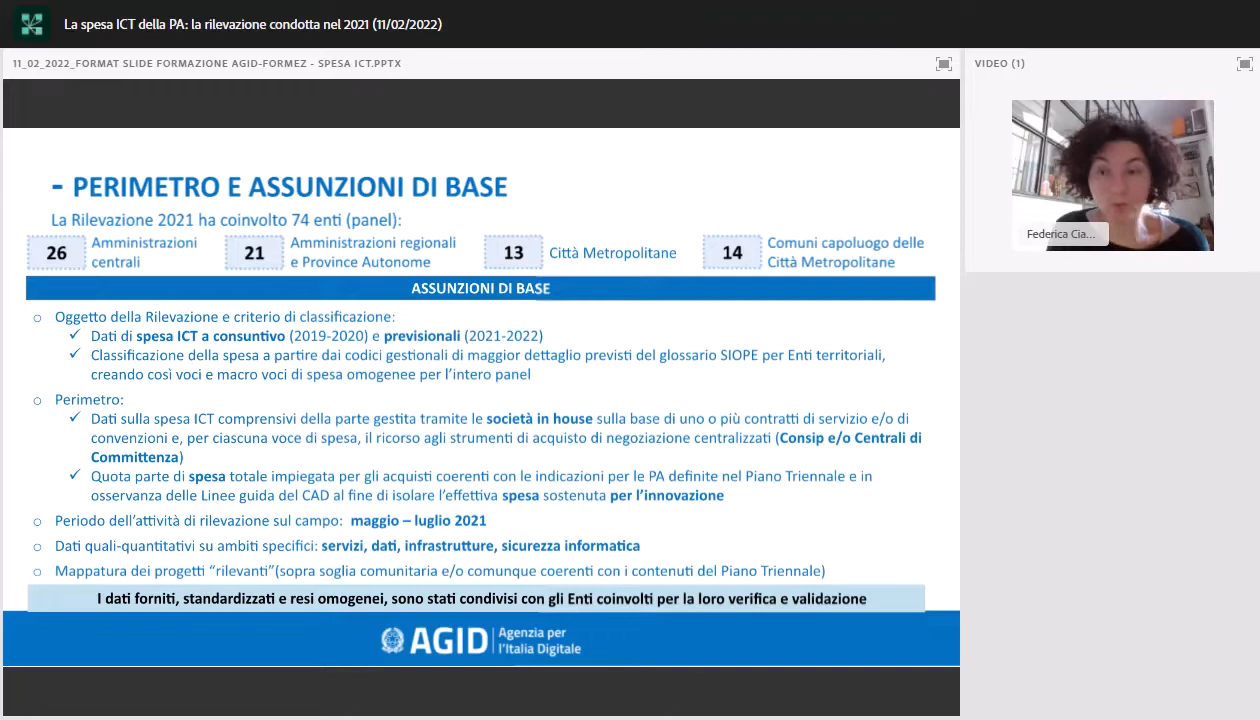 La spesa ICT della PA: la rilevazione condotta nel 2021 (11/02/2022)
11_02_2022_FORMAT SLIDE FORMAZIONE AGID-FORMEZ - SPESA ICT.PPTX
VIDEO (1)
- PERIMETRO E ASSUNZIONI DI BASE
La Rilevazione 2021 ha coinvolto 74 enti (panel):
26
Amministrazioni
centrali
21
Amministrazioni regionali
e Province Autonome
13
Città Metropolitane
14
Comuni capoluogo delle
Città Metropolitane
ASSUNZIONI DI BASE
○ Oggetto della Rilevazione e criterio di classificazione:
✓ Dati di spesa ICT a consuntivo (2019-2020) e previsionali (2021-2022)
✓ Classificazione della spesa a partire dai codici gestionali di maggior dettaglio previsti del glossario SIOPE per Enti territoriali,
creando così voci e macro voci di spesa omogenee per l'intero panel
○ Perimetro:
✓ Dati sulla spesa ICT comprensivi della parte gestita tramite le società in house sulla base di uno o più contratti di servizio e/o di
convenzioni e, per ciascuna voce di spesa, il ricorso agli strumenti di acquisto di negoziazione centralizzati (Consip e/o Centrali di
Committenza)
✓ Quota parte di spesa totale impiegata per gli acquisti coerenti con le indicazioni per le PA definite nel Piano Triennale e in
osservanza delle Linee guida del CAD al fine di isolare l'effettiva spesa sostenuta per l'innovazione
○ Periodo dell'attività di rilevazione sul campo: maggio – luglio 2021
○ Dati quali-quantitativi su ambiti specifici: servizi, dati, infrastrutture, sicurezza informatica
○ Mappatura dei progetti "rilevanti"(sopra soglia comunitaria e/o comunque coerenti con i contenuti del Piano Triennale)
I dati forniti, standardizzati e resi omogenei, sono stati condivisi con gli Enti coinvolti per la loro verifica e validazione
AGID
Agenzia per
l'Italia Digitale
Federica Cia...